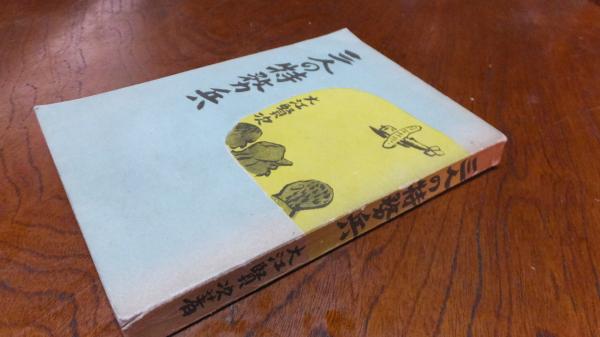 三人の特務兵
大江賢次
三人の特務兵
大江賢次著